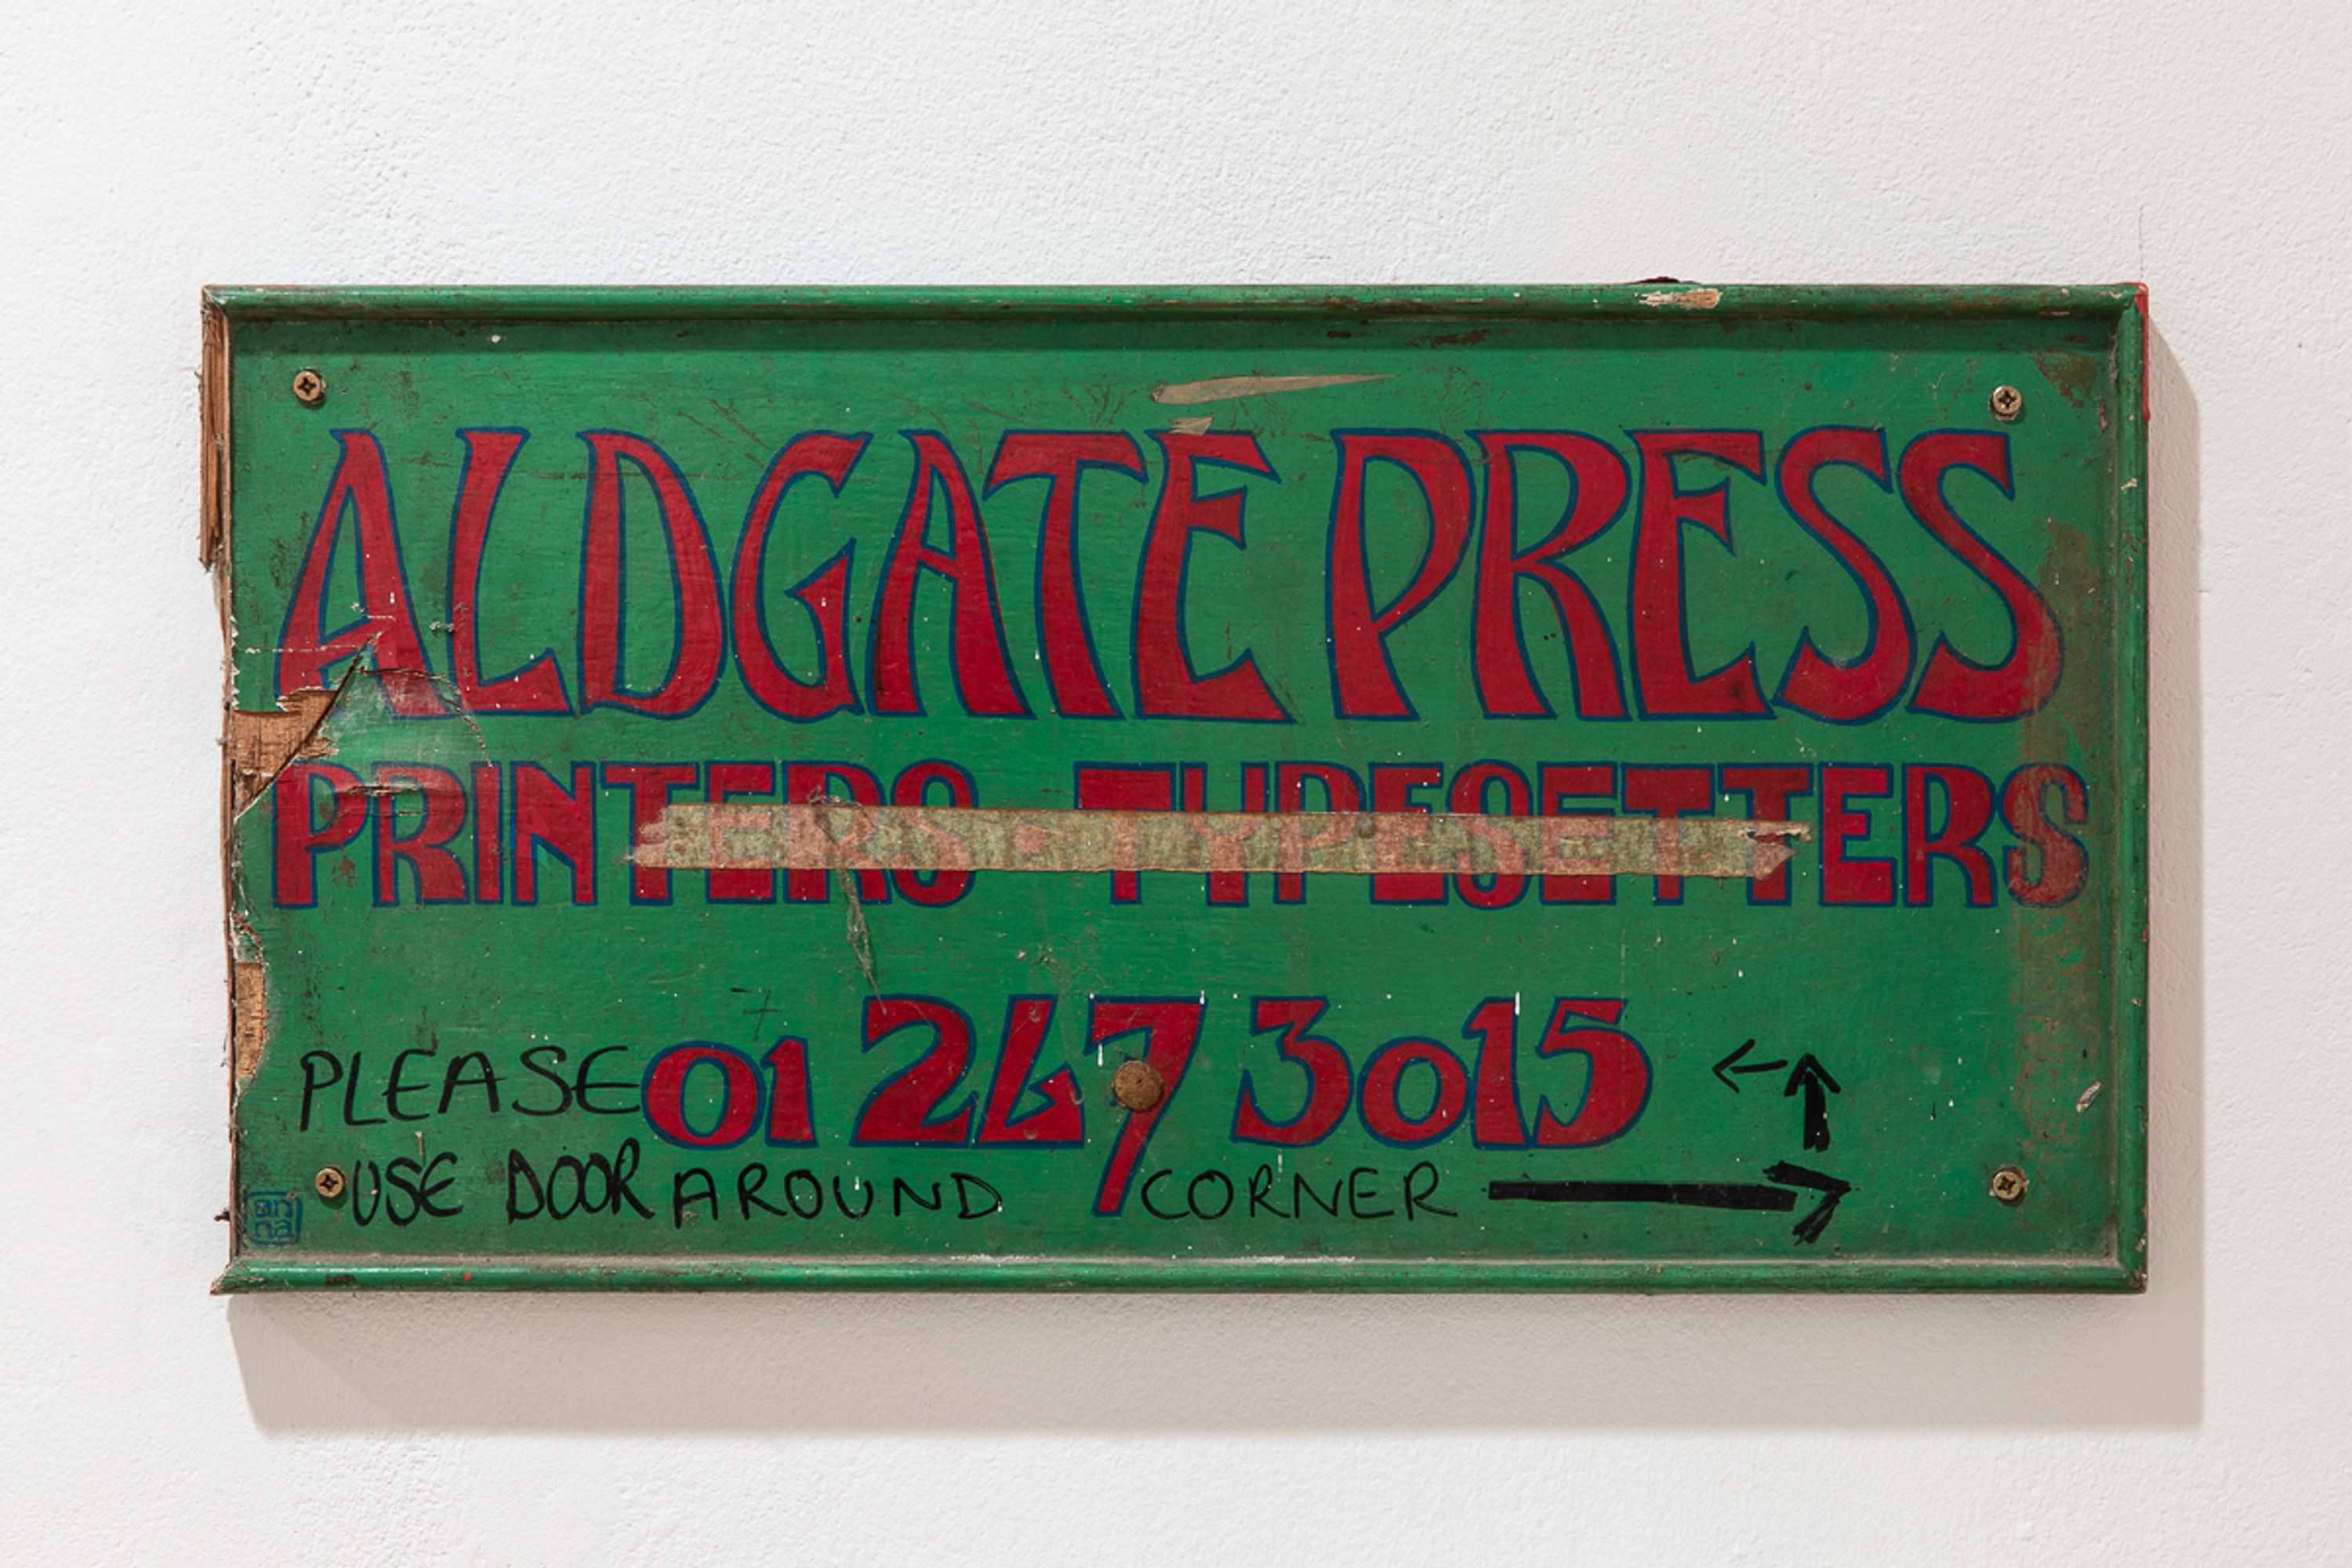 ALDGATE PRESS
PRINTERS • TYPESETTERS
01 247 3015
PLEASE
USE DOOR AROUND CORNER